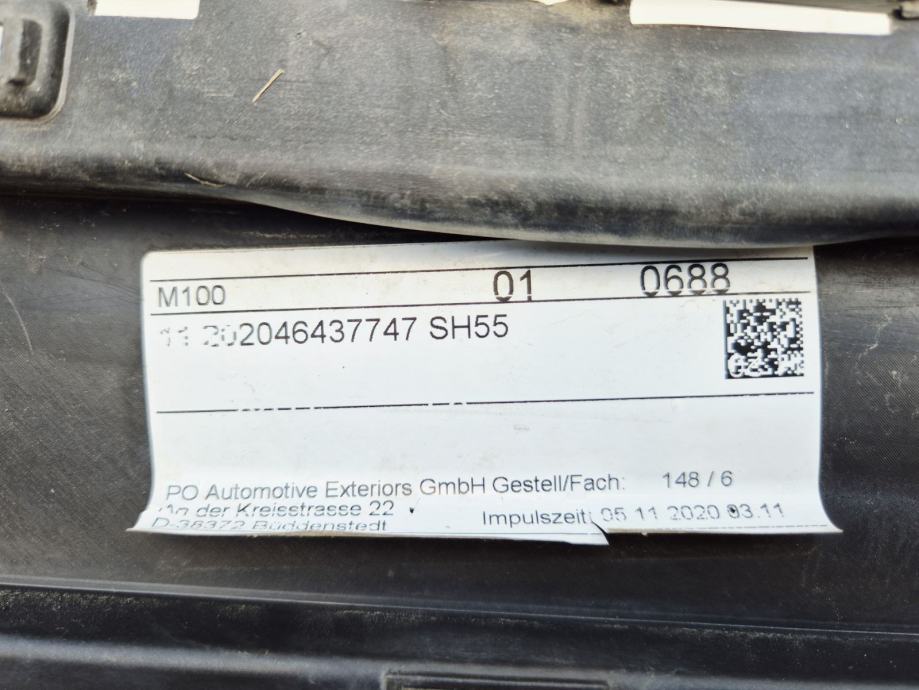 M100 01 0688
11 202046437747 SH55
PO Automotive Exteriors GmbH Gestell/Fach: 148 / 6
An der Kreisstrasse 22
D-38372 Büddenstedt Impulszeit: 05 11 2020 03.11